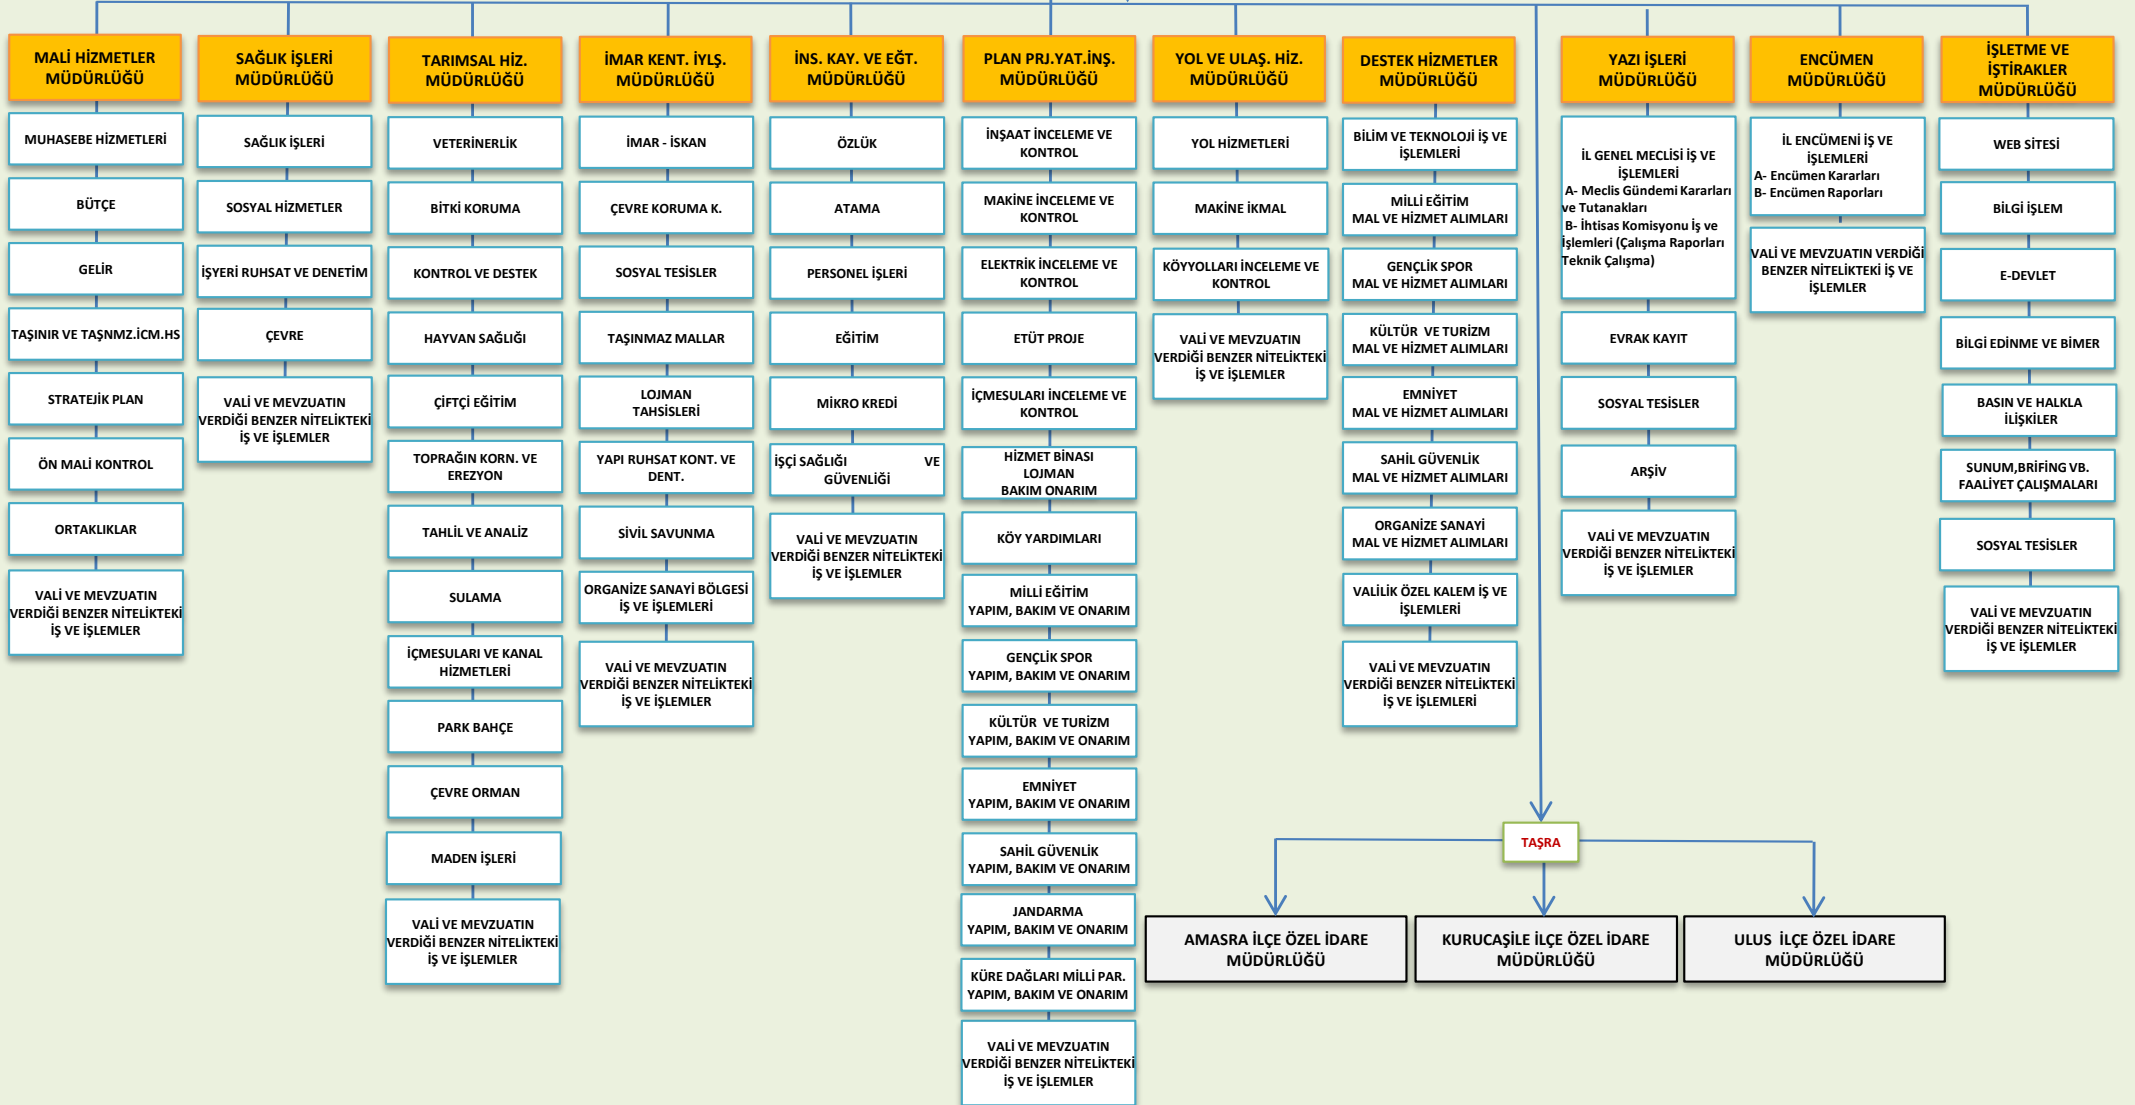 MALİ HİZMETLER
MÜDÜRLÜĞÜ
MUHASEBE HİZMETLERİ
BÜTÇE
GELİR
TAŞINIR VE TAŞNMZ.İCM.HS
STRATEJİK PLAN
ÖN MALİ KONTROL
ORTAKLIKLAR
VALİ VE MEVZUATIN
VERDİĞİ BENZER NİTELİKTEKİ
İŞ VE İŞLEMLER
SAĞLIK İŞLERİ
MÜDÜRLÜĞÜ
SAĞLIK İŞLERİ
SOSYAL HİZMETLER
İŞYERİ RUHSAT VE DENETİM
ÇEVRE
VALİ VE MEVZUATIN
VERDİĞİ BENZER NİTELİKTEKİ
İŞ VE İŞLEMLER
TARIMSAL HİZ.
MÜDÜRLÜĞÜ
VETERİNERLİK
BİTKİ KORUMA
KONTROL VE DESTEK
HAYVAN SAĞLIĞI
ÇİFTÇİ EĞİTİM
TOPRAĞIN KORN. VE
EREZYON
TAHLİL VE ANALİZ
SULAMA
İÇMESULARI VE KANAL
HİZMETLERİ
PARK BAHÇE
ÇEVRE ORMAN
MADEN İŞLERİ
VALİ VE MEVZUATIN
VERDİĞİ BENZER NİTELİKTEKİ
İŞ VE İŞLEMLER
İMAR KENT. İYLŞ.
MÜDÜRLÜĞÜ
İMAR - İSKAN
ÇEVRE KORUMA K.
SOSYAL TESİSLER
TAŞINMAZ MALLAR
LOJMAN
TAHSİSLERİ
YAPI RUHSAT KONT. VE
DENT.
SİVİL SAVUNMA
ORGANİZE SANAYİ BÖLGESİ
İŞ VE İŞLEMLERİ
VALİ VE MEVZUATIN
VERDİĞİ BENZER NİTELİKTEKİ
İŞ VE İŞLEMLER
İNS. KAY. VE EĞT.
MÜDÜRLÜĞÜ
ÖZLÜK
ATAMA
PERSONEL İŞLERİ
EĞİTİM
MİKRO KREDİ
İŞÇİ SAĞLIĞI VE
GÜVENLİĞİ
VALİ VE MEVZUATIN
VERDİĞİ BENZER NİTELİKTEKİ
İŞ VE İŞLEMLER
PLAN PRJ.YAT.İNŞ.
MÜDÜRLÜĞÜ
İNŞAAT İNCELEME VE
KONTROL
MAKİNE İNCELEME VE
KONTROL
ELEKTRİK İNCELEME VE
KONTROL
ETÜT PROJE
İÇMESULARI İNCELEME VE
KONTROL
HİZMET BİNASI
LOJMAN
BAKIM ONARIM
KÖY YARDIMLARI
MİLLİ EĞİTİM
YAPIM, BAKIM VE ONARIM
GENÇLİK SPOR
YAPIM, BAKIM VE ONARIM
KÜLTÜR VE TURİZM
YAPIM, BAKIM VE ONARIM
EMNİYET
YAPIM, BAKIM VE ONARIM
SAHİL GÜVENLİK
YAPIM, BAKIM VE ONARIM
JANDARMA
YAPIM, BAKIM VE ONARIM
KÜRE DAĞLARI MİLLİ PAR.
YAPIM, BAKIM VE ONARIM
VALİ VE MEVZUATIN
VERDİĞİ BENZER NİTELİKTEKİ
İŞ VE İŞLEMLER
YOL VE ULAŞ. HİZ.
MÜDÜRLÜĞÜ
YOL HİZMETLERİ
MAKİNE İKMAL
KÖYYOLLARI İNCELEME VE
KONTROL
VALİ VE MEVZUATIN
VERDİĞİ BENZER NİTELİKTEKİ
İŞ VE İŞLEMLER
DESTEK HİZMETLER
MÜDÜRLÜĞÜ
BİLİM VE TEKNOLOJİ İŞ VE
İŞLEMLERİ
MİLLİ EĞİTİM
MAL VE HİZMET ALIMLARI
GENÇLİK SPOR
MAL VE HİZMET ALIMLARI
KÜLTÜR VE TURİZM
MAL VE HİZMET ALIMLARI
EMNİYET
MAL VE HİZMET ALIMLARI
SAHİL GÜVENLİK
MAL VE HİZMET ALIMLARI
ORGANİZE SANAYİ
MAL VE HİZMET ALIMLARI
VALİLİK ÖZEL KALEM İŞ VE
İŞLEMLERİ
VALİ VE MEVZUATIN
VERDİĞİ BENZER NİTELİKTEKİ
İŞ VE İŞLEMLERİ
YAZI İŞLERİ
MÜDÜRLÜĞÜ
İL GENEL MECLİSİ İŞ VE
İŞLEMLERİ
A- Meclis Gündemi Kararları
ve Tutanakları
B- İhtisas Komisyonu İş ve
İşlemleri (Çalışma Raporları
Teknik Çalışma)
EVRAK KAYIT
SOSYAL TESİSLER
ARŞİV
VALİ VE MEVZUATIN
VERDİĞİ BENZER NİTELİKTEKİ
İŞ VE İŞLEMLER
ENCÜMEN
MÜDÜRLÜĞÜ
İL ENCÜMENİ İŞ VE
İŞLEMLERİ
A- Encümen Kararları
B- Encümen Raporları
VALİ VE MEVZUATIN VERDİĞİ
BENZER NİTELİKTEKİ İŞ VE
İŞLEMLER
İŞLETME VE
İŞTİRAKLER
MÜDÜRLÜĞÜ
WEB SİTESİ
BİLGİ İŞLEM
E-DEVLET
BİLGİ EDİNME VE BİMER
BASIN VE HALKLA
İLİŞKİLER
SUNUM,BRİFİNG VB.
FAALİYET ÇALIŞMALARI
SOSYAL TESİSLER
VALİ VE MEVZUATIN
VERDİĞİ BENZER NİTELİKTEKİ
İŞ VE İŞLEMLER
TAŞRA
AMASRA İLÇE ÖZEL İDARE
MÜDÜRLÜĞÜ
KURUCAŞİLE İLÇE ÖZEL İDARE
MÜDÜRLÜĞÜ
ULUS İLÇE ÖZEL İDARE
MÜDÜRLÜĞÜ